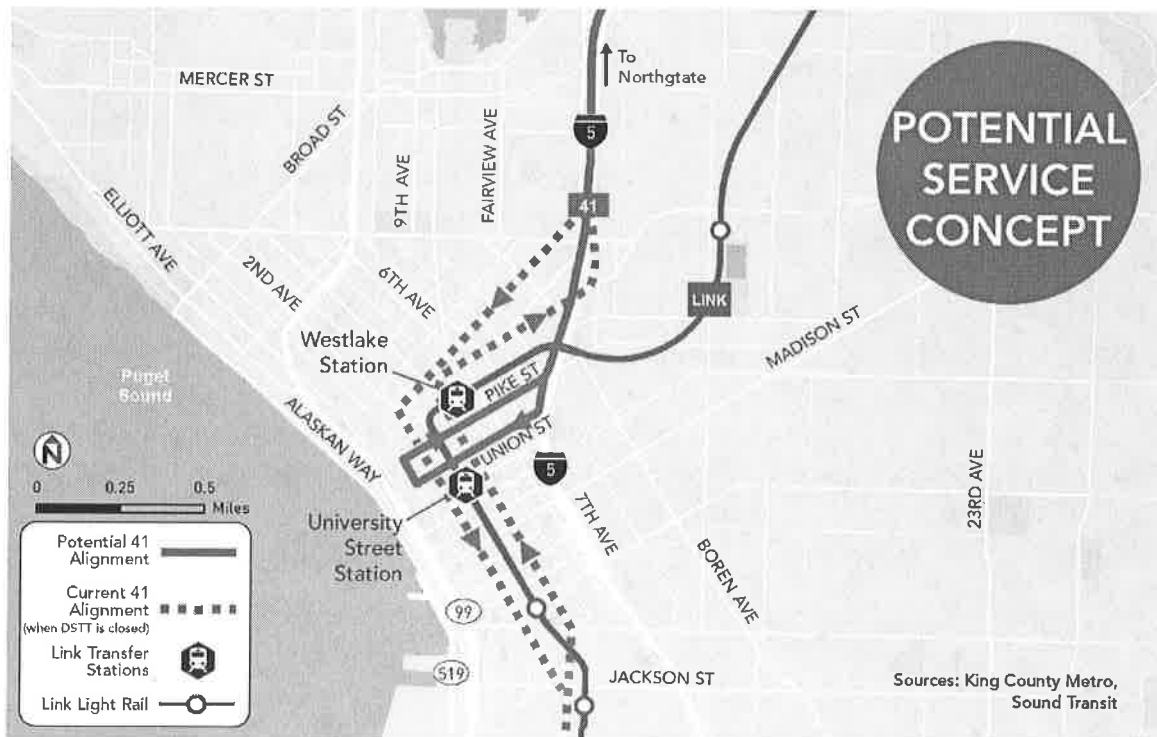 To
Northgtate
MERCER ST
BROAD ST
FAIRVIEW AVE
9TH AVE
5
41
POTENTIAL
SERVICE
CONCEPT
ELLIOTT AVE
2ND AVE
6TH AVE
LINK
MADISON ST
Westlake
Station
PIKE ST
Puget
Sound
ALASKAN WAY
UNION ST
N
5
0 0.25 0.5
Miles
University
Street
Station
7TH AVE
BOREN AVE
23RD AVE
Potential 41
Alignment
Current 41
Alignment
(when DSTT is closed)
Link Transfer
Stations
Link Light Rail
99
519
JACKSON ST
Sources: King County Metro,
Sound Transit